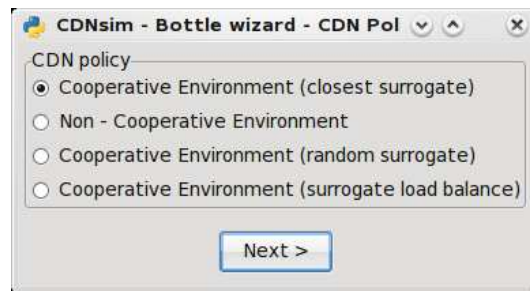 CDNsim - Bottle wizard - CDN Pol
CDN policy
Cooperative Environment (closest surrogate)
Non - Cooperative Environment
Cooperative Environment (random surrogate)
Cooperative Environment (surrogate load balance)
Next >